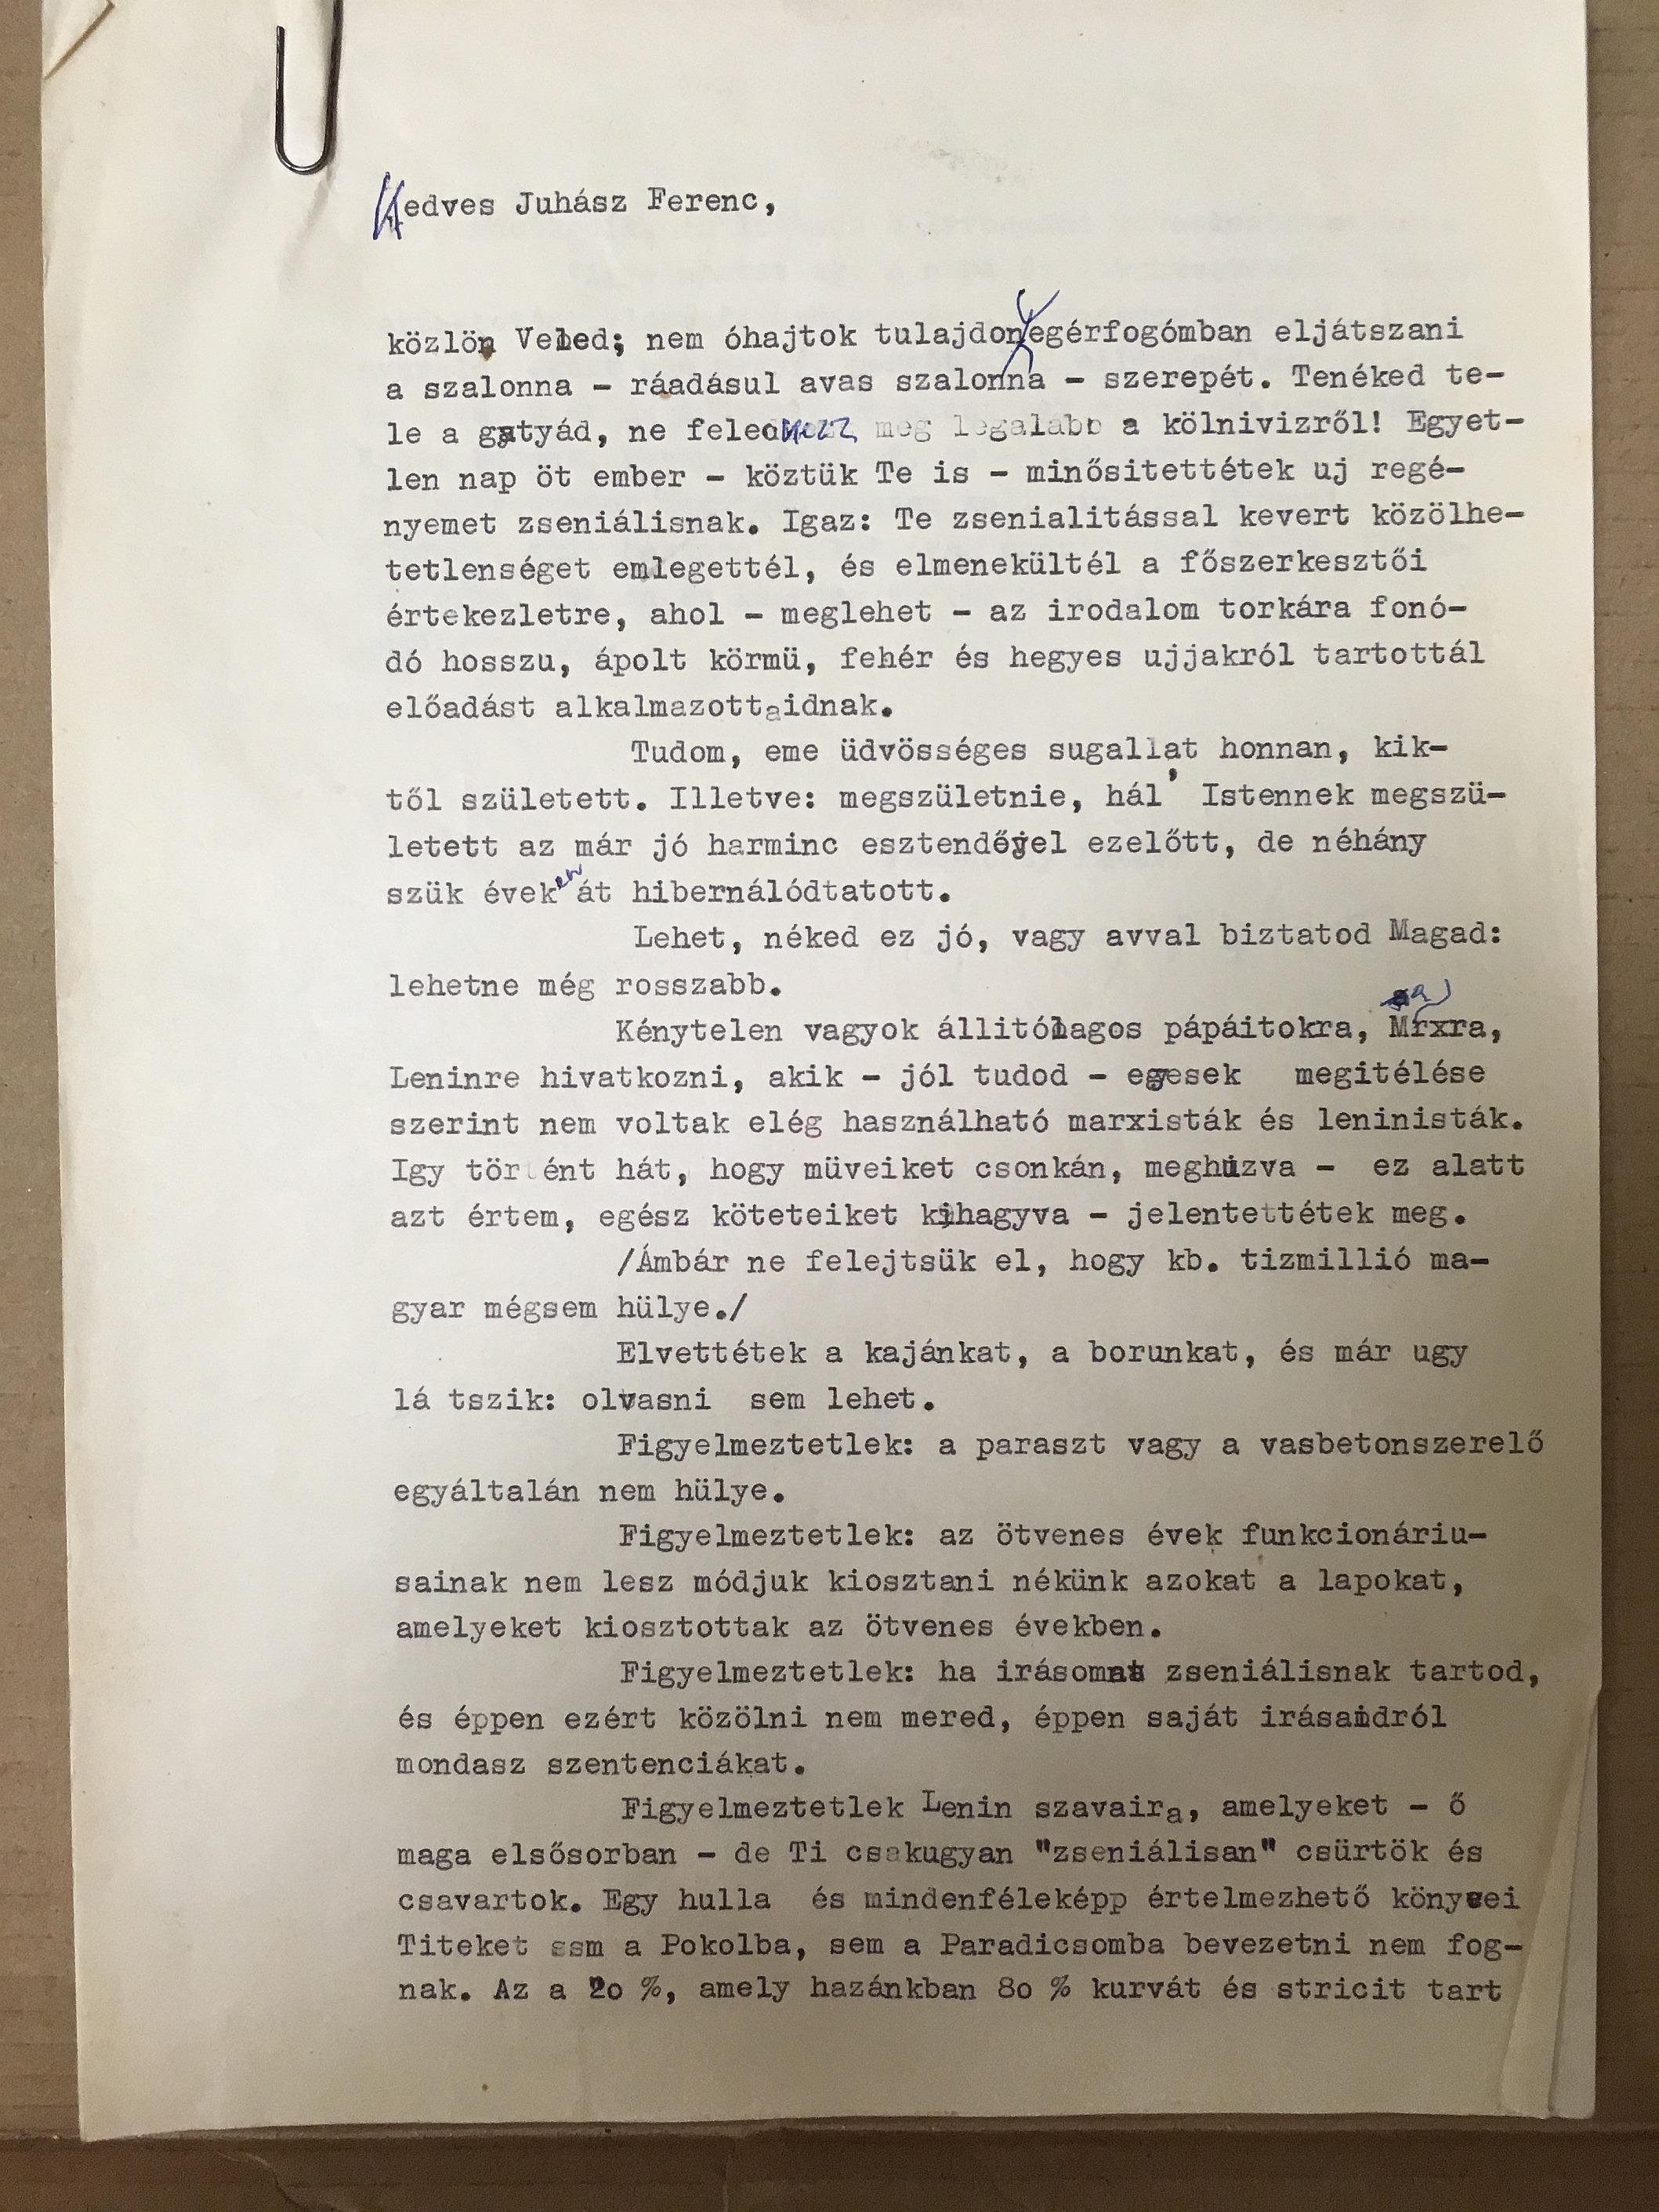 Kedves Juhász Ferenc,
közlöm Veled; nem óhajtok tulajdon egérfogómban eljátszani
a szalonna - ráadásul avas szalonna - szerepét. Tenéked te-
le a gatyád, ne feledkezz meg legalabb a kölnivizről! Egyet-
len nap öt ember - köztük Te is - minősitettétek uj regé-
nyemet zseniálisnak. Igaz: Te zsenialitással kevert közölhe-
tetlenséget emlegettél, és elmenekültél a főszerkesztői
értekezletre, ahol - meglehet - az irodalom torkára fonó-
dó hosszu, ápolt körmü, fehér és hegyes ujjakról tartottál
előadást alkalmazottaidnak.
Tudom, eme üdvösséges sugallat honnan, kik-
től született. Illetve: megszületnie, hál' Istennek megszü-
letett az már jó harminc esztendővel ezelőtt, de néhány
szük éveken át hibernálódtatott.
Lehet, néked ez jó, vagy avval biztatod Magad:
lehetne még rosszabb.
Kénytelen vagyok állitólagos pápáitokra, Marxra,
Leninre hivatkozni, akik - jól tudod - egyesek megitélése
szerint nem voltak elég használható marxisták és leninisták.
Igy történt hát, hogy müveiket csonkán, meghuzva - ez alatt
azt értem, egész köteteiket kihagyva - jelentettétek meg.
/Ámbár ne felejtsük el, hogy kb. tizmillió ma-
gyar mégsem hülye./
Elvettétek a kajánkat, a borunkat, és már ugy
lá tszik: olvasni sem lehet.
Figyelmeztetlek: a paraszt vagy a vasbetonszerelő
egyáltalán nem hülye.
Figyelmeztetlek: az ötvenes évek funkcionáriu-
sainak nem lesz módjuk kiosztani nékünk azokat a lapokat,
amelyeket kiosztottak az ötvenes években.
Figyelmeztetlek: ha irásomat zseniálisnak tartod,
és éppen ezért közölni nem mered, éppen saját irásaidról
mondasz szentenciákat.
Figyelmeztetlek Lenin szavaira, amelyeket - ő
maga elsősorban - de Ti csakugyan "zseniálisan" csürtök és
csavartok. Egy hulla és mindenféleképp értelmezhető könyvei
Titeket ssm a Pokolba, sem a Paradicsomba bevezetni nem fog-
nak. Az a 20 %, amely hazánkban 80 % kurvát és stricit tart